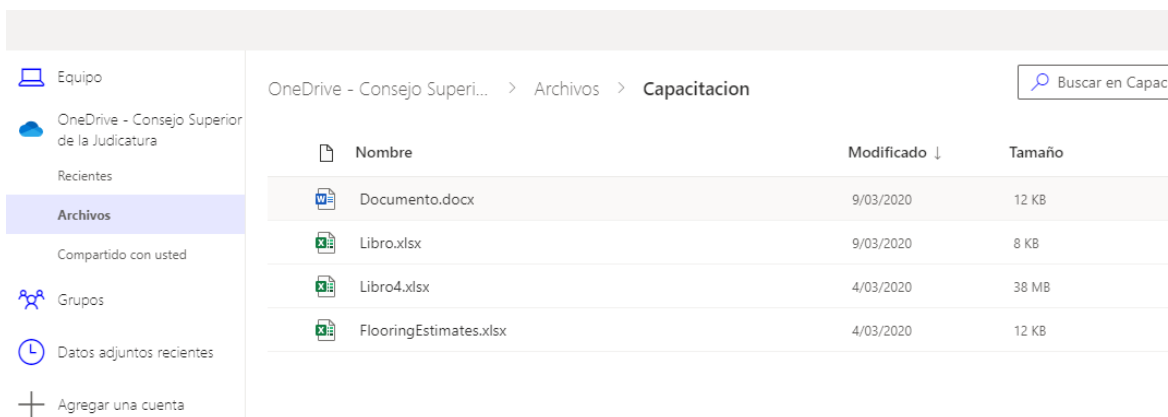 Equipo
OneDrive - Consejo Superior
de la Judicatura
Recientes
Archivos
Compartido con usted
Grupos
Datos adjuntos recientes
Agregar una cuenta
OneDrive - Consejo Superi... > Archivos > Capacitacion
Buscar en Capac
Nombre Modificado ↓ Tamaño
Documento.docx 9/03/2020 12 KB
Libro.xlsx 9/03/2020 8 KB
Libro4.xlsx 4/03/2020 38 MB
FlooringEstimates.xlsx 4/03/2020 12 KB